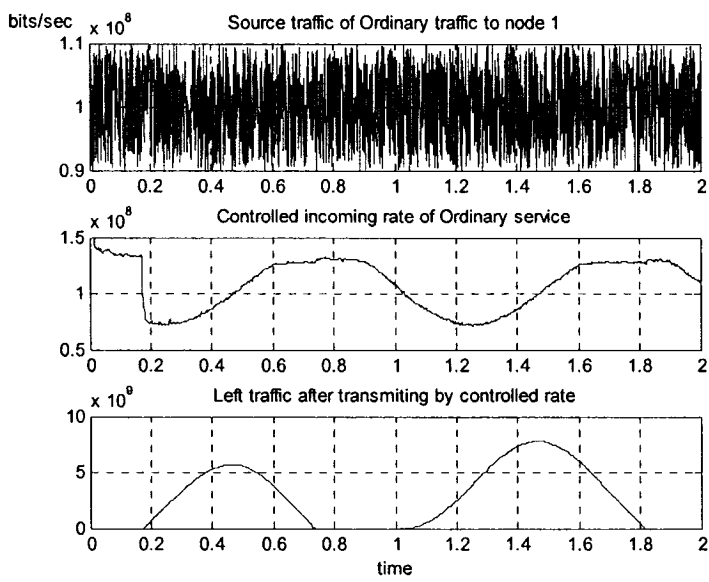 bits/sec x 10^8 Source traffic of Ordinary traffic to node 1
1.1
1
0.9
0 0.2 0.4 0.6 0.8 1 1.2 1.4 1.6 1.8 2
x 10^8 Controlled incoming rate of Ordinary service
1.5
1
0.5
0 0.2 0.4 0.6 0.8 1 1.2 1.4 1.6 1.8 2
x 10^9 Left traffic after transmiting by controlled rate
10
5
0
0 0.2 0.4 0.6 0.8 1 1.2 1.4 1.6 1.8 2
time